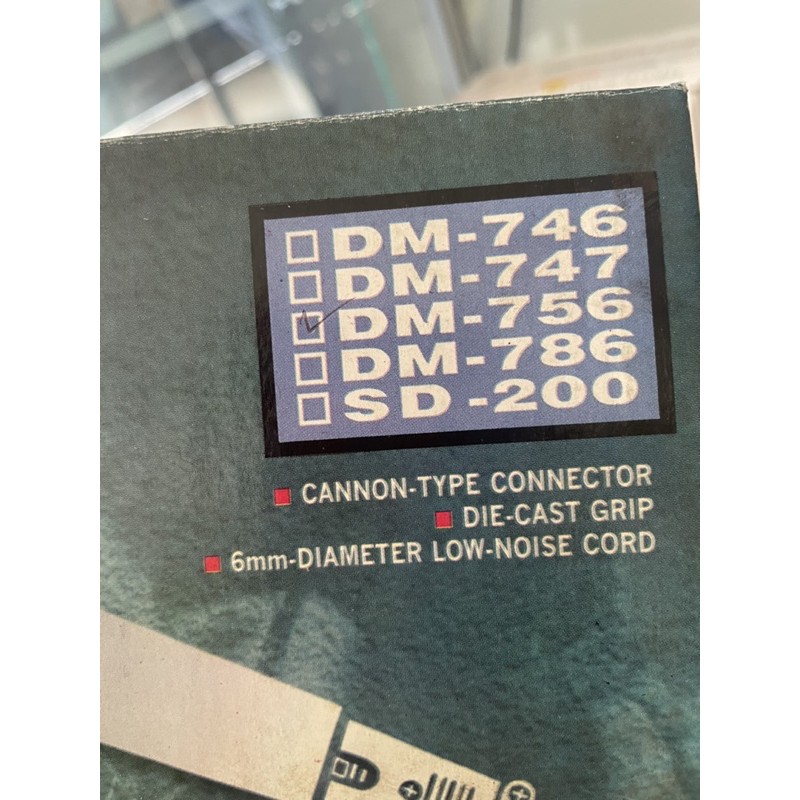 DM-746
DM-747
DM-756
DM-786
SD-200
CANNON-TYPE CONNECTOR
DIE-CAST GRIP
6mm-DIAMETER LOW-NOISE CORD